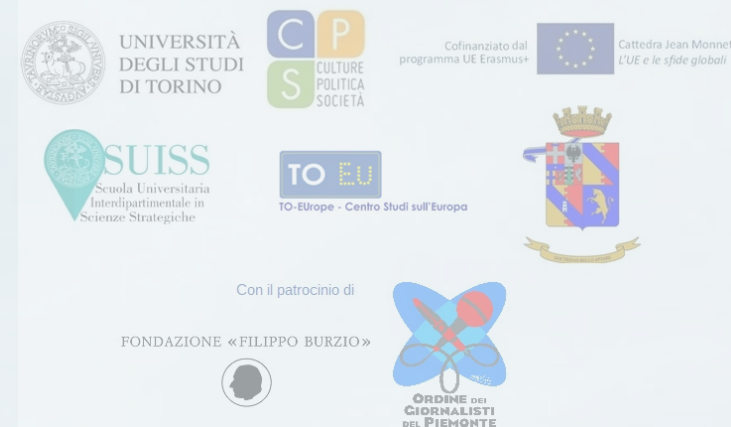 UNIVERSITÀ
DEGLI STUDI
DI TORINO
C P
S
CULTURE
POLITICA
SOCIETÀ
Cofinanziato dal
programma UE Erasmus+
Cattedra Jean Monnet
L'UE e le sfide globali
SUISS
Scuola Universitaria
Interdipartimentale in
Scienze Strategiche
TO EU
TO-EUrope - Centro Studi sull'Europa
Con il patrocinio di
FONDAZIONE «FILIPPO BURZIO»
ORDINE DEI
GIORNALISTI
DEL PIEMONTE